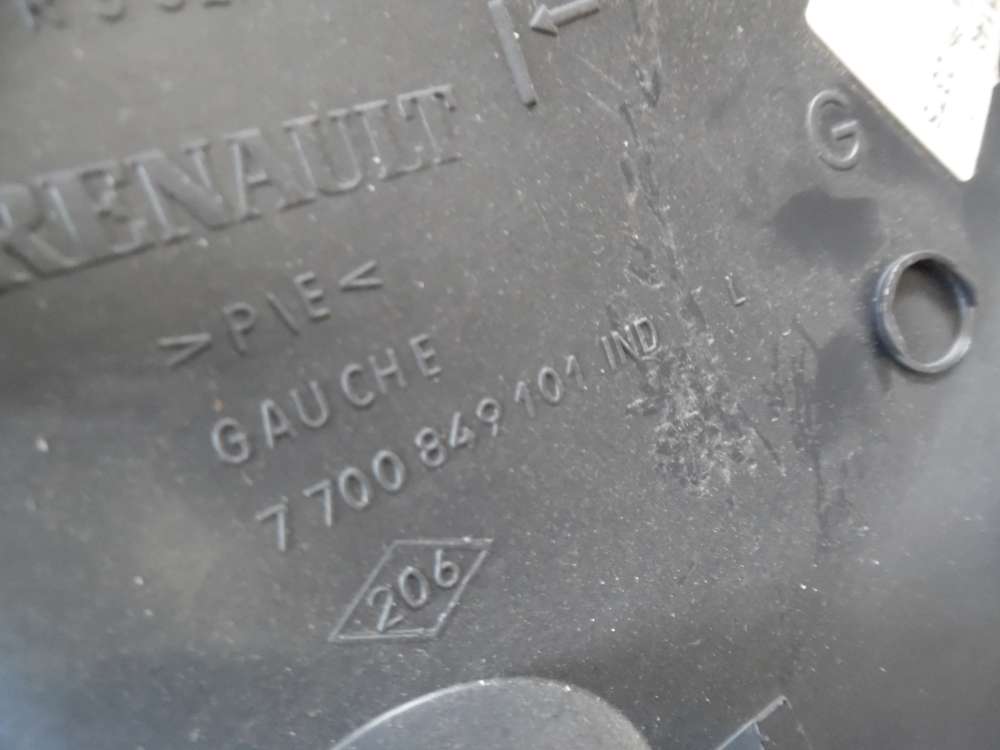 RENAULT
G
>PIE<
GAUCHE
7 700 849 101 IND L
206